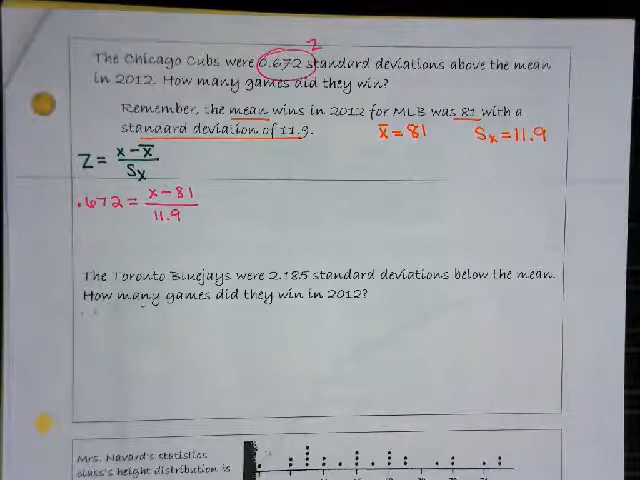 z
The Chicago Cubs were 0.672 standard deviations above the mean
in 2012. How many games did they win?
Remember, the mean wins in 2012 for MLB was 81 with a
standard deviation of 11.9.
x̄ = 81
Sx = 11.9
z = x - x̄ / Sx
.672 = x - 81 / 11.9
The Toronto Bluejays were 2.185 standard deviations below the mean.
How many games did they win in 2012?
Mrs. Navard's statistics
class's height distribution is